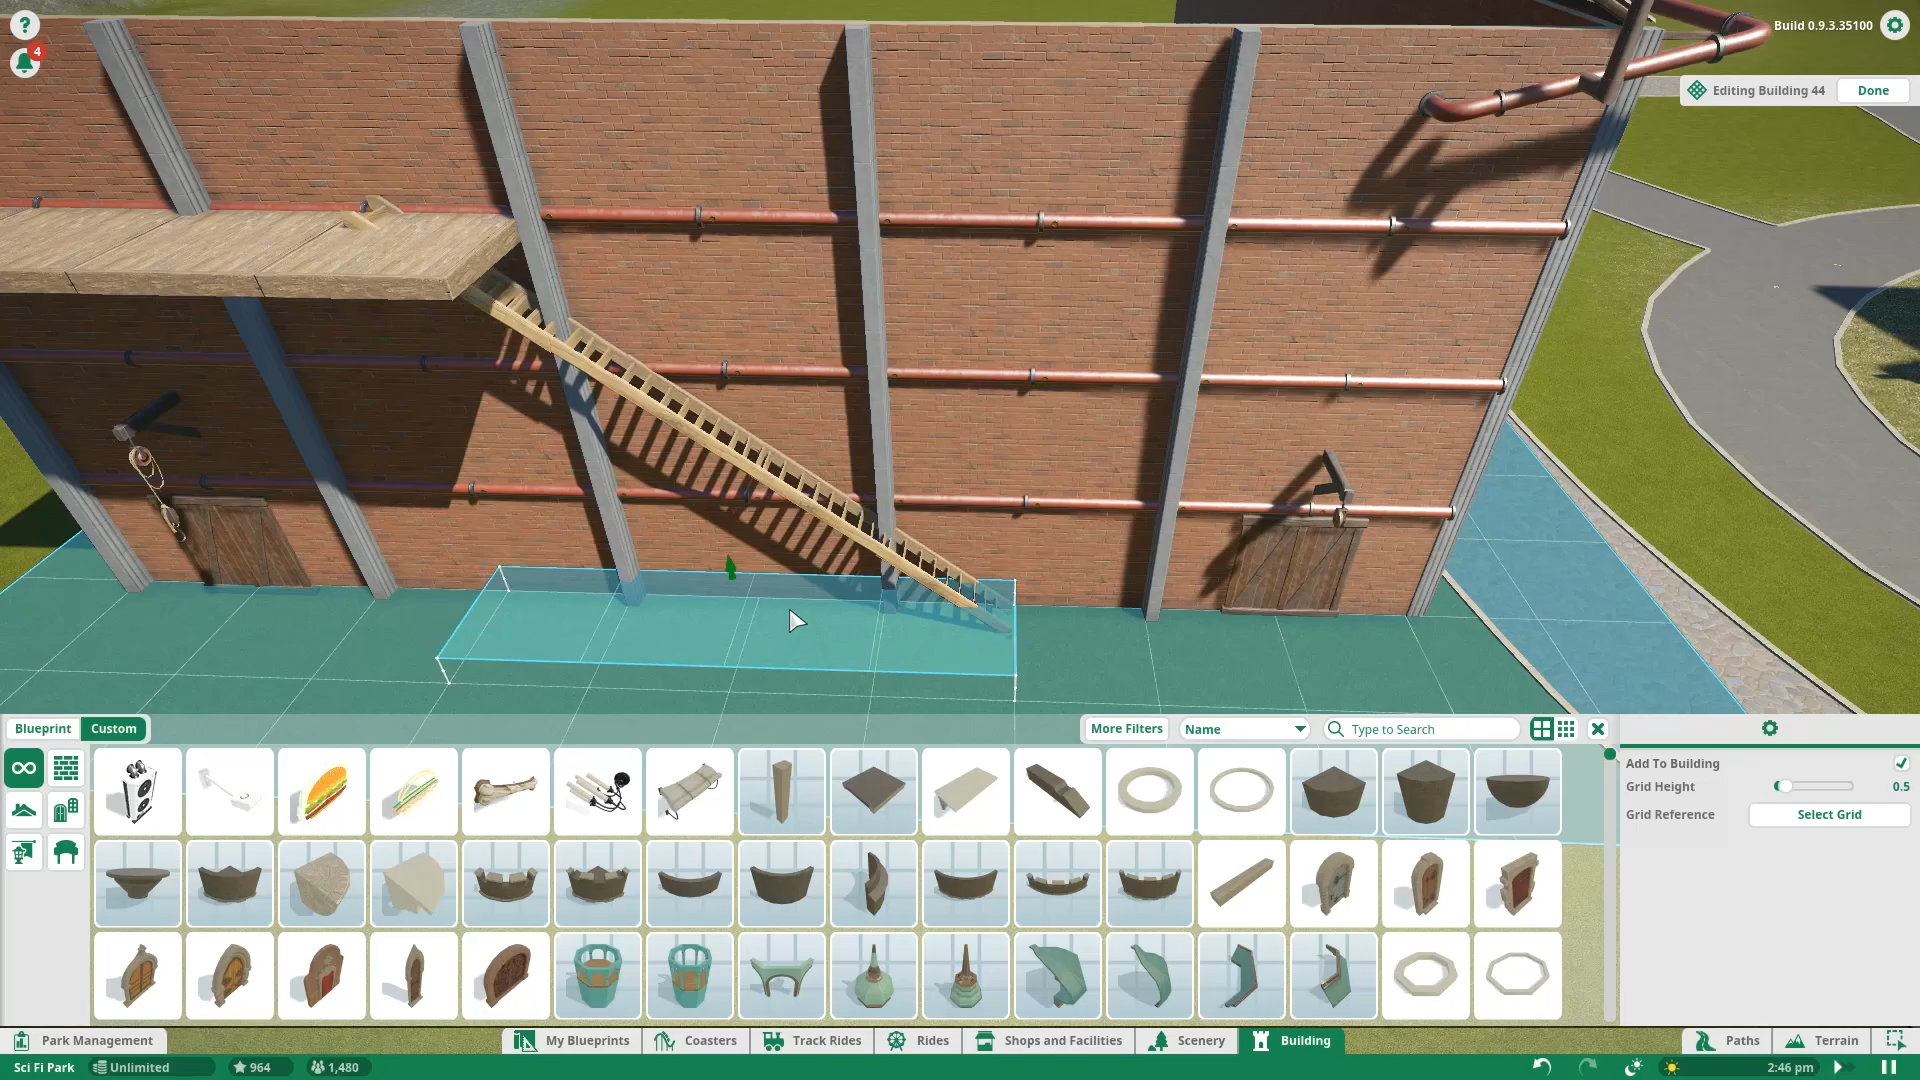 ?
Build 0.9.3.35100
4
Editing Building 44
Done
Blueprint
Custom
More Filters
Name
Type to Search
Add To Building
Grid Height
0.5
Grid Reference
Select Grid
Park Management
My Blueprints
Coasters
Track Rides
Rides
Shops and Facilities
Scenery
Building
Paths
Terrain
Sci Fi Park
Unlimited
964
1,480
2:46 pm